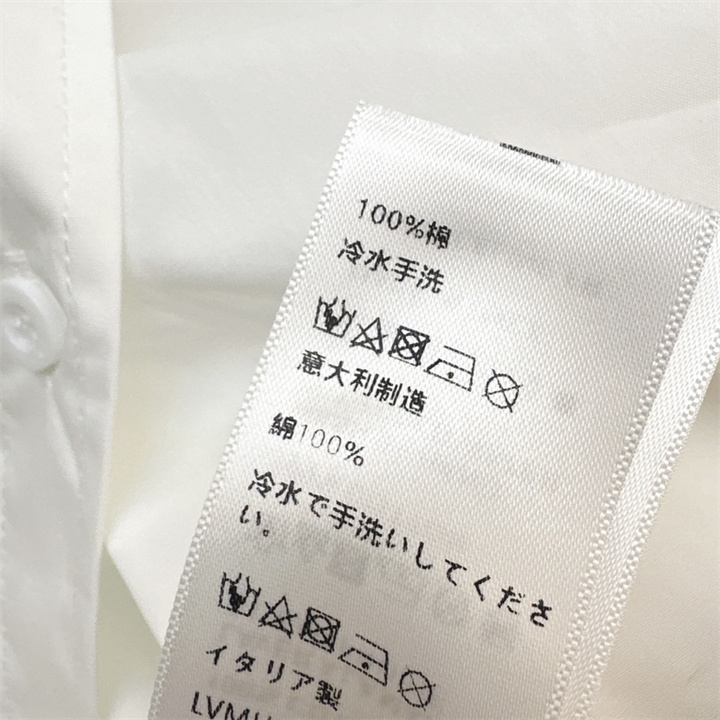 100%棉
冷水手洗
意大利制造
綿100%
冷水で手洗いしてくださ
い。
イタリア製